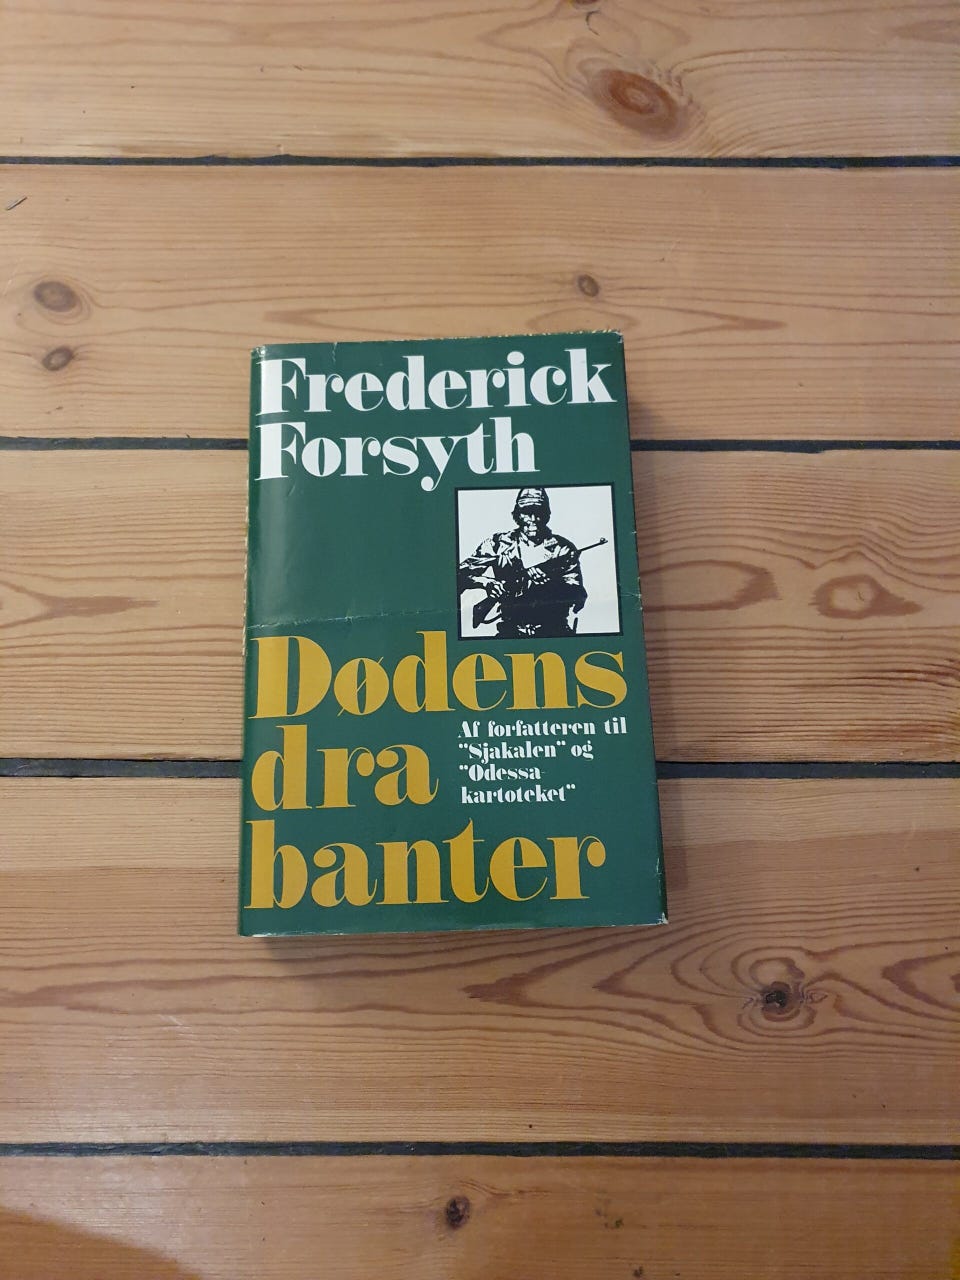 Frederick
Forsyth
Dødens
dra
banter
Af forfatteren til
"Sjakalen" og
"Odessa-
kartoteket"